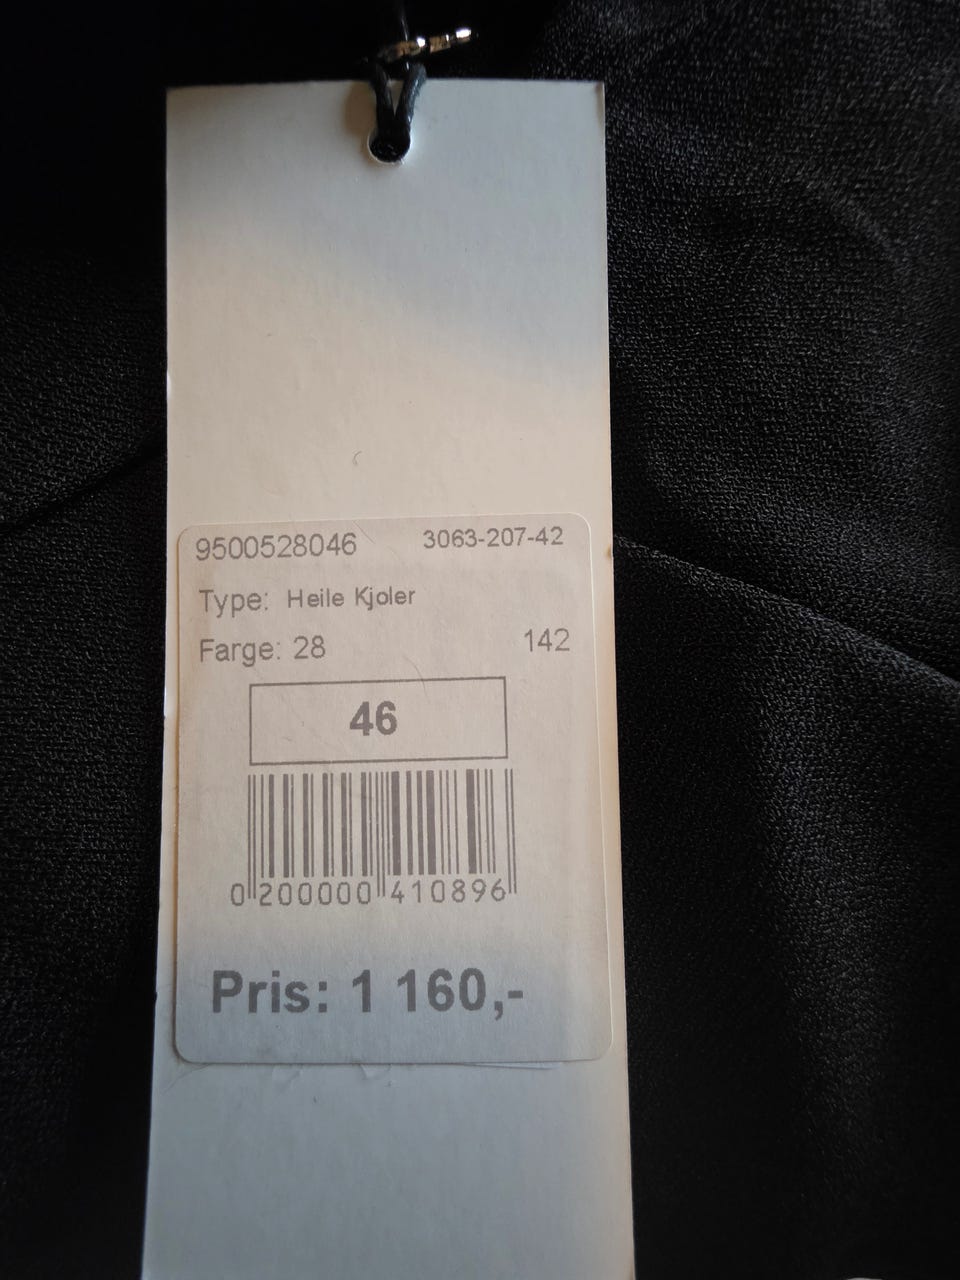 9500528046 3063-207-42
Type: Heile Kjoler
Farge: 28 142
46
0 200000 410896
Pris: 1 160,-